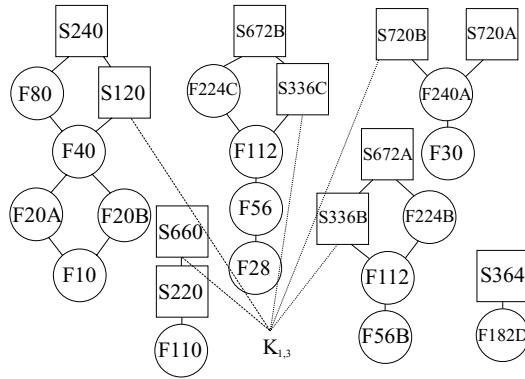 S240
S672B
S720B
S720A
F80
S120
F224C
S336C
F240A
F40
F112
S672A
F30
F20A
F20B
F56
S336B
F224B
S660
F10
S220
F28
F112
S364
F110
K1,3
F56B
F182D